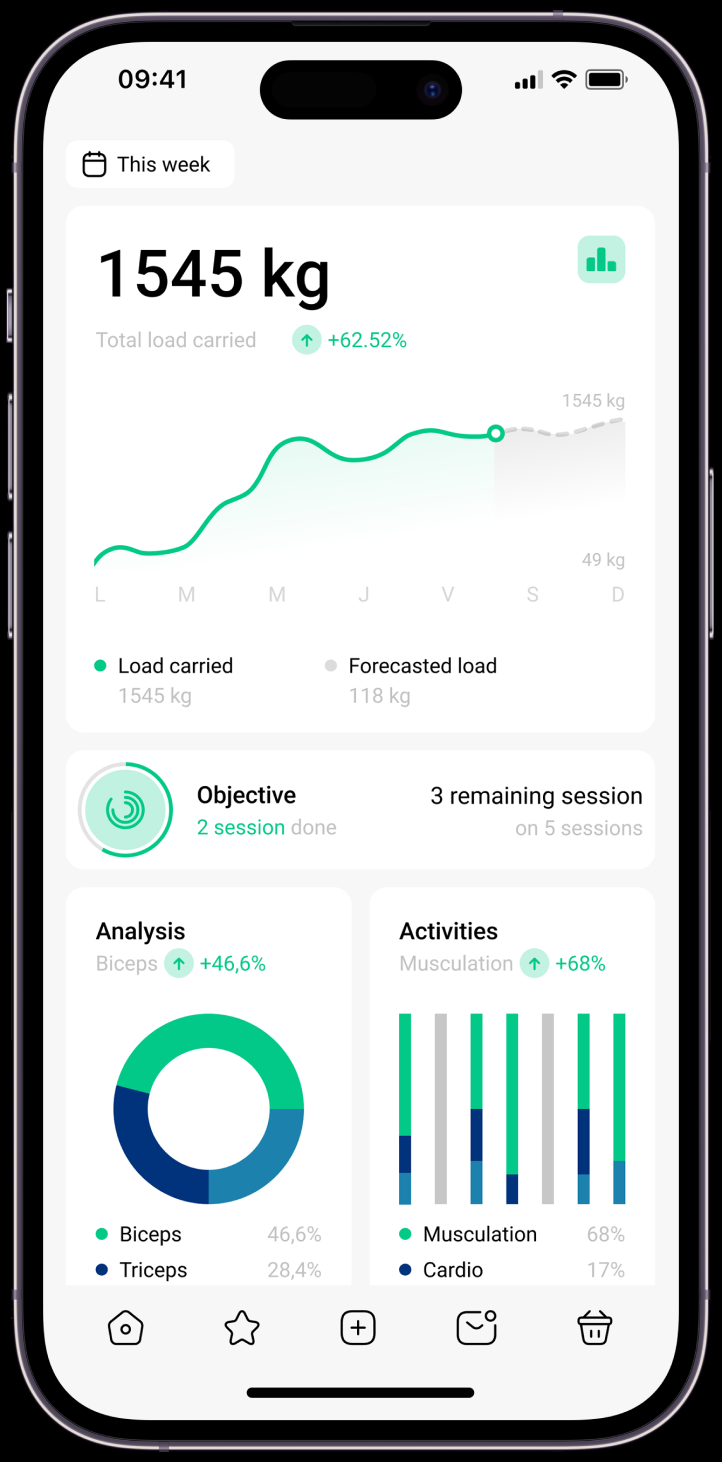 09:41
This week
1545 kg
Total load carried +62.52%
1545 kg
49 kg
L M M J V S D
Load carried Forecasted load
1545 kg 118 kg
Objective 3 remaining session
2 session done on 5 sessions
Analysis
Biceps +46,6%
Biceps 46,6%
Triceps 28,4%
Activities
Musculation +68%
Musculation 68%
Cardio 17%